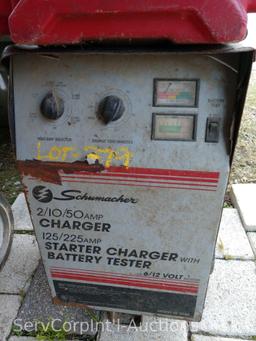 LOT-277
Schumacher
2/10/50 AMP
CHARGER
125/225 AMP
STARTER CHARGER WITH
BATTERY TESTER
6/12 VOLT
ServCorpInt I-Auctions.com